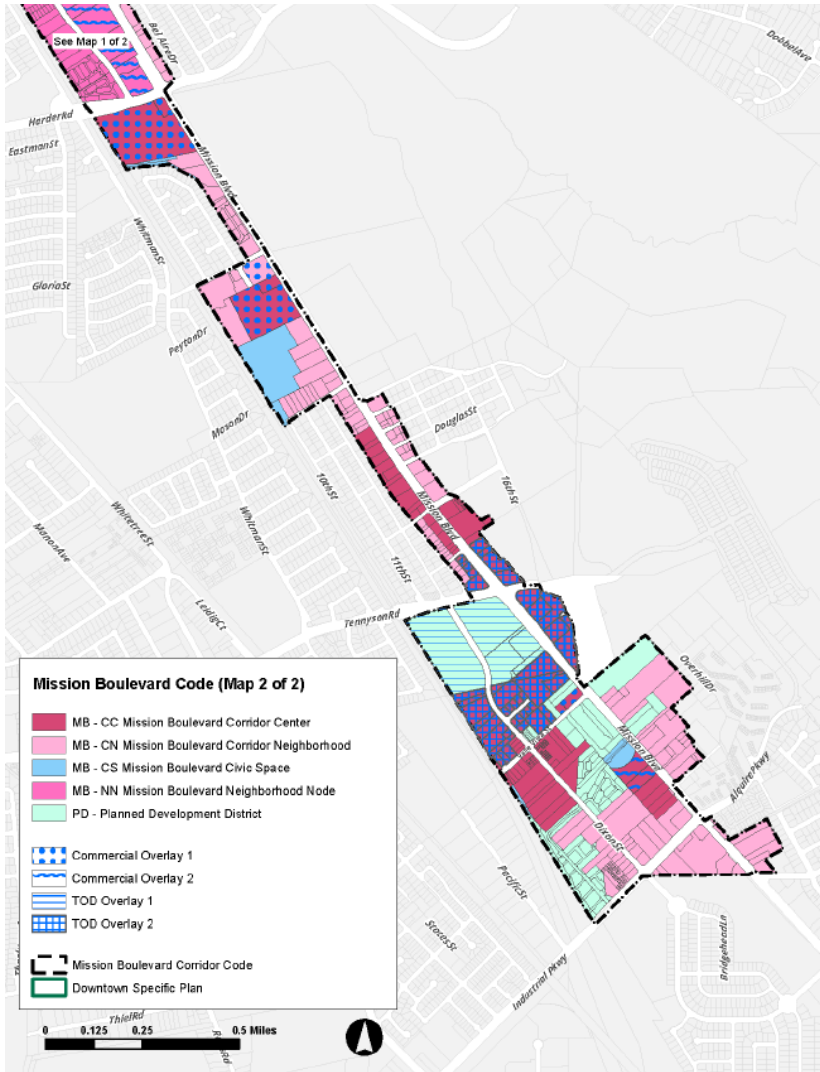 See Map 1 of 2
Bel Aire Dr
Dobbel Ave
Harder Rd
Eastman St
Mission Blvd
Whitman St
Gloria St
Peyton Dr
Mason Dr
Douglas St
10th St
16th St
Mission Blvd
Whitetree St
Manon Ave
Whitman St
11th St
Leidig Ct
Tennyson Rd
Overhill Dr
Mission Blvd
Alquire Pkwy
Dixon St
Pacific St
Staces St
Bridgehead Ln
Industrial Pkwy
Thiel Rd
Mission Boulevard Code (Map 2 of 2)
MB - CC Mission Boulevard Corridor Center
MB - CN Mission Boulevard Corridor Neighborhood
MB - CS Mission Boulevard Civic Space
MB - NN Mission Boulevard Neighborhood Node
PD - Planned Development District
Commercial Overlay 1
Commercial Overlay 2
TOD Overlay 1
TOD Overlay 2
Mission Boulevard Corridor Code
Downtown Specific Plan
0 0.125 0.25 0.5 Miles